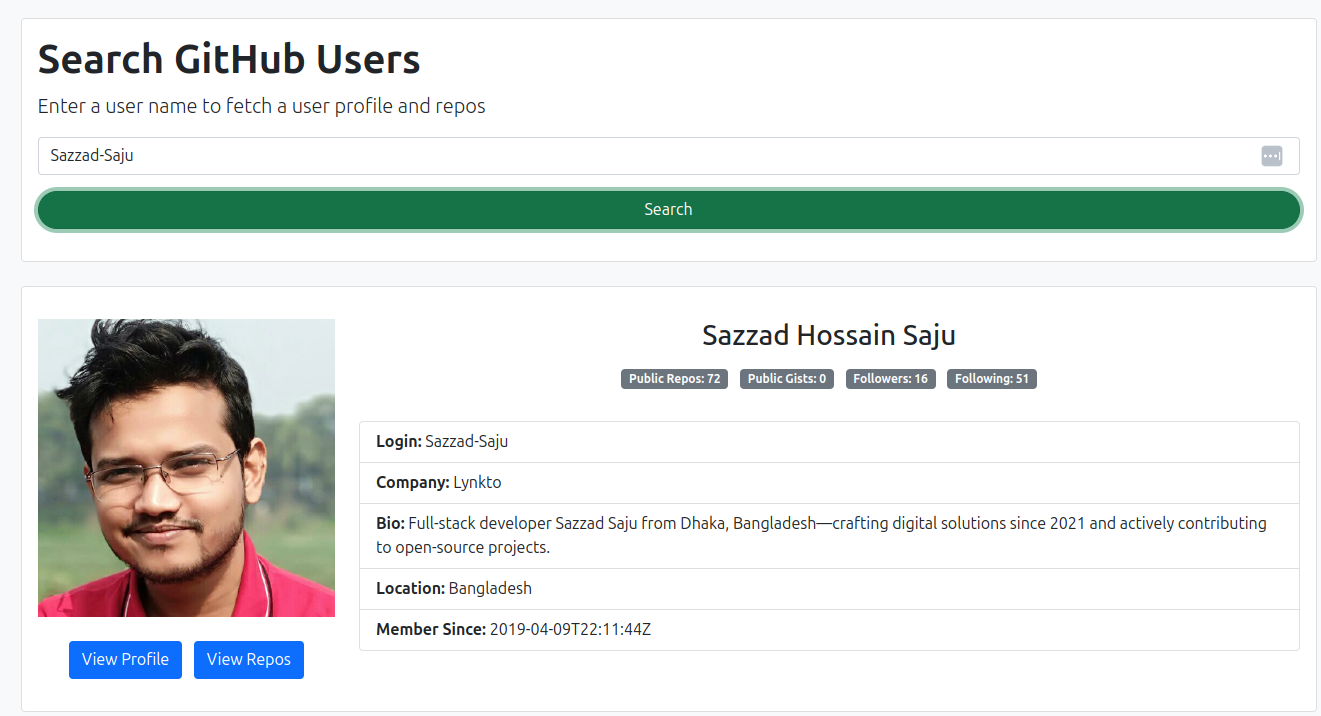 Search GitHub Users
Enter a user name to fetch a user profile and repos
Sazzad-Saju
Search
Sazzad Hossain Saju
Public Repos: 72 Public Gists: 0 Followers: 16 Following: 51
Login: Sazzad-Saju
Company: Lynkto
Bio: Full-stack developer Sazzad Saju from Dhaka, Bangladesh—crafting digital solutions since 2021 and actively contributing
to open-source projects.
Location: Bangladesh
Member Since: 2019-04-09T22:11:44Z
View Profile View Repos